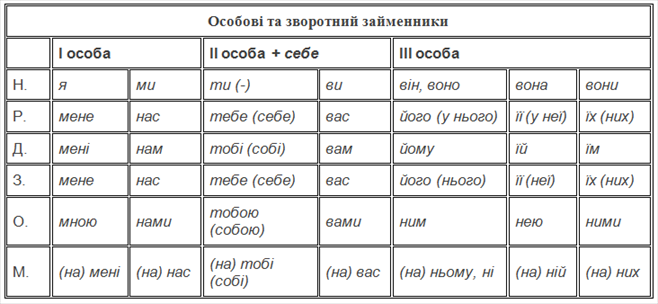 Особові та зворотний займенники
І особа ІІ особа + себе ІІІ особа
Н. я ми ти (-) ви він, воно вона вони
Р. мене нас тебе (себе) вас його (у нього) її (у неї) їх (них)
Д. мені нам тобі (собі) вам йому їй їм
З. мене нас тебе (себе) вас його (нього) її (неї) їх (них)
О. мною нами тобою (собою) вами ним нею ними
М. (на) мені (на) нас (на) тобі (собі) (на) вас (на) ньому, ні (на) ній (на) них